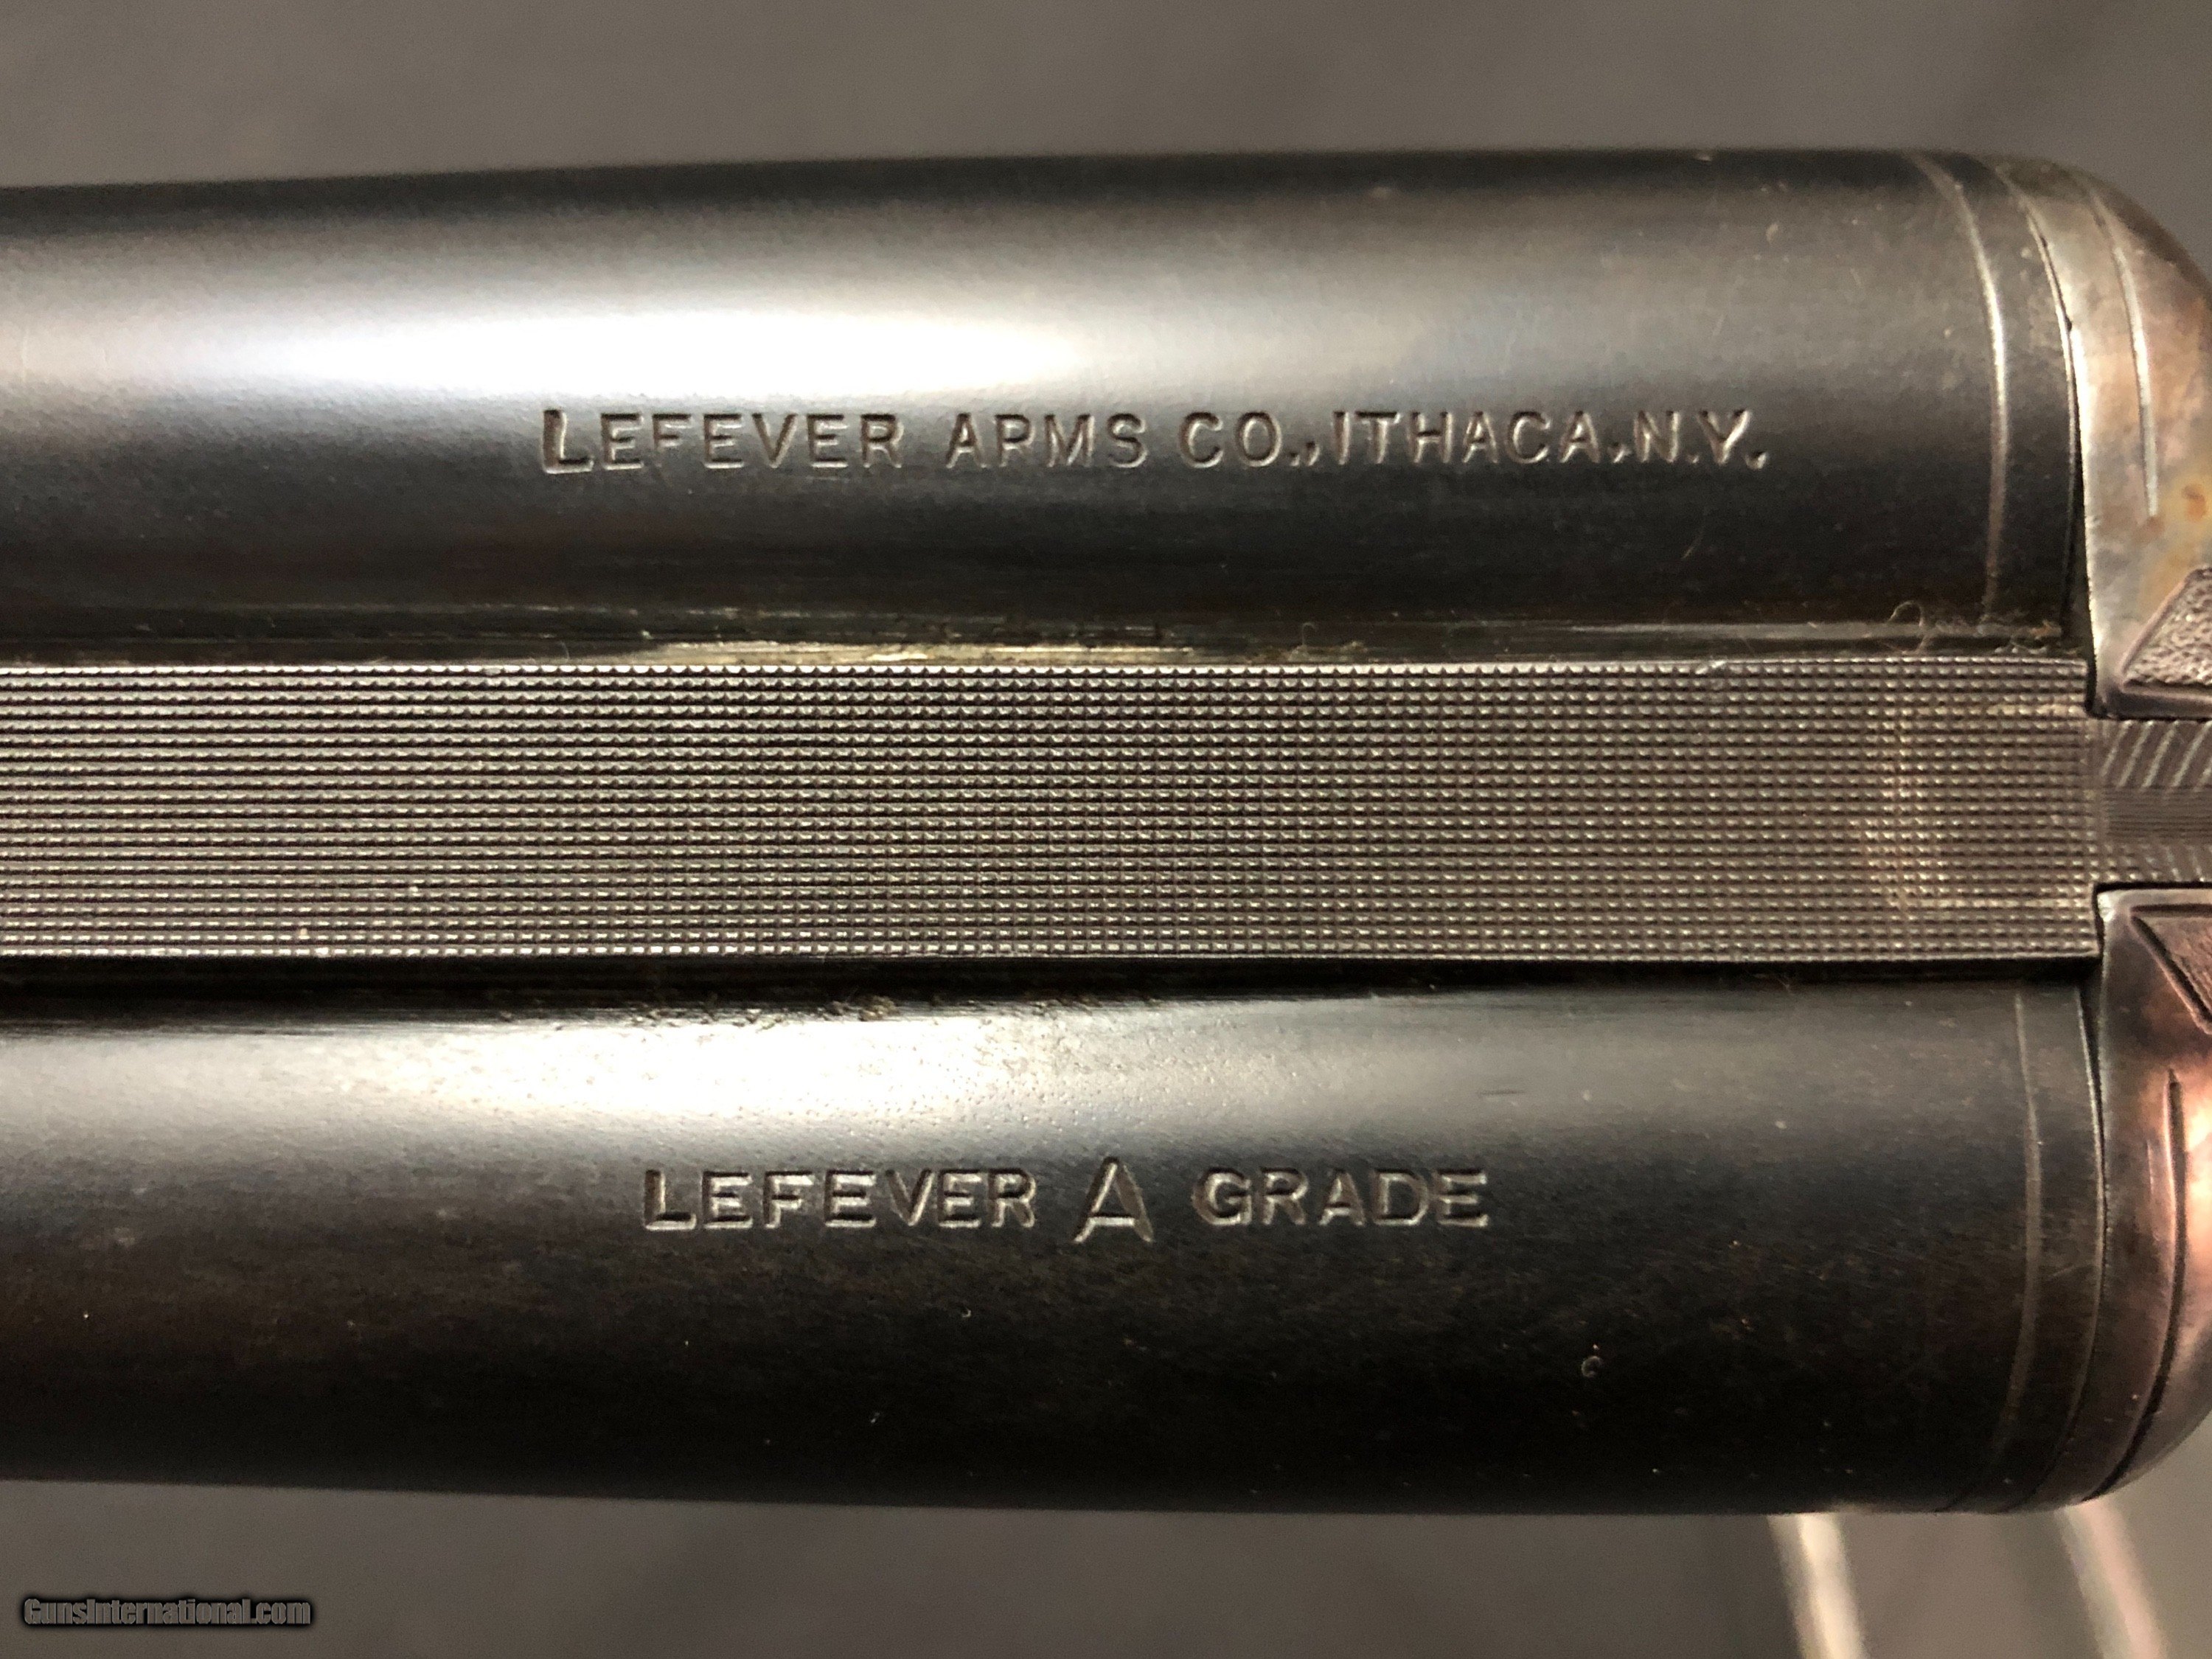 LEFEVER ARMS CO., ITHACA, N.Y.
LEFEVER A GRADE
GunsInternational.com